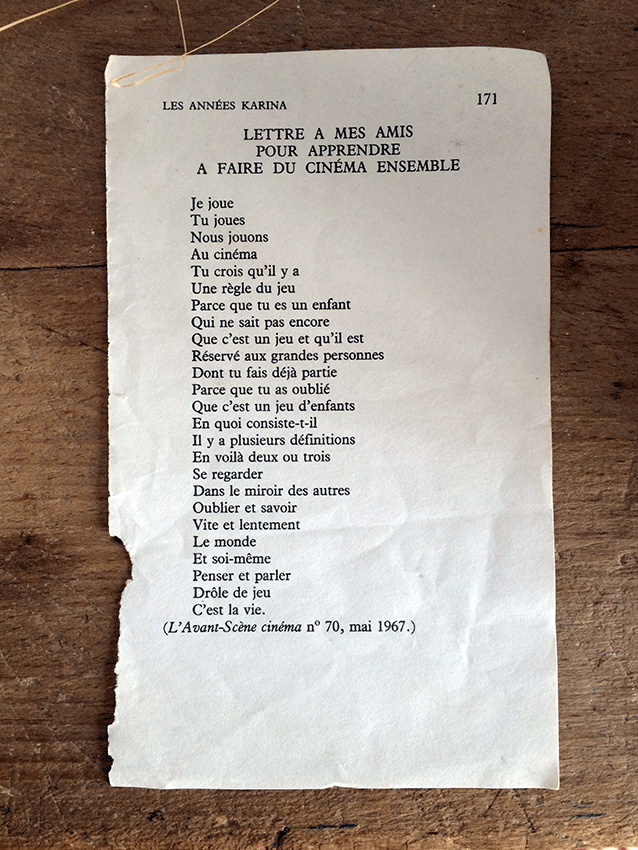 LES ANNÉES KARINA 171
LETTRE A MES AMIS
POUR APPRENDRE
A FAIRE DU CINÉMA ENSEMBLE
Je joue
Tu joues
Nous jouons
Au cinéma
Tu crois qu'il y a
Une règle du jeu
Parce que tu es un enfant
Qui ne sait pas encore
Que c'est un jeu et qu'il est
Réservé aux grandes personnes
Dont tu fais déjà partie
Parce que tu as oublié
Que c'est un jeu d'enfants
En quoi consiste-t-il
Il y a plusieurs définitions
En voilà deux ou trois
Se regarder
Dans le miroir des autres
Oublier et savoir
Vite et lentement
Le monde
Et soi-même
Penser et parler
Drôle de jeu
C'est la vie.
(L'Avant-Scène cinéma n° 70, mai 1967.)